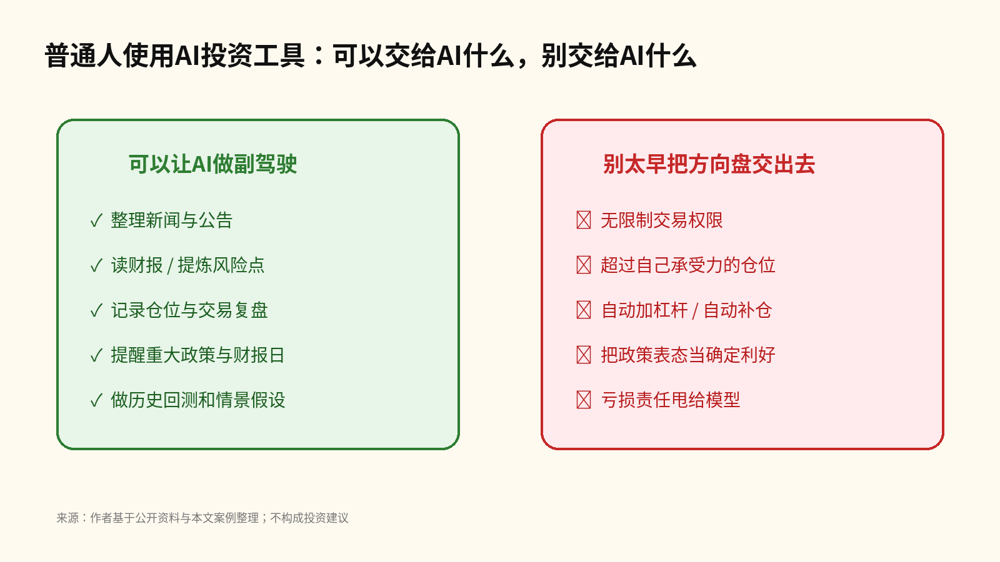 普通人使用AI投资工具：可以交给AI什么，别交给AI什么
可以让AI做副驾驶
✓ 整理新闻与公告
✓ 读财报 / 提炼风险点
✓ 记录仓位与交易复盘
✓ 提醒重大政策与财报日
✓ 做历史回测和情景假设
别太早把方向盘交出去
无限制交易权限
超过自己承受力的仓位
自动加杠杆 / 自动补仓
把政策表态当确定利好
亏损责任甩给模型
来源：作者基于公开资料与本文案例整理；不构成投资建议